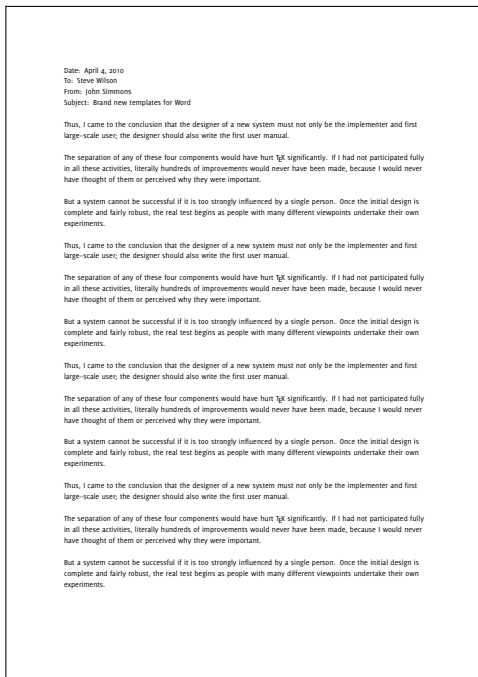 Date: April 4, 2010
To: Steve Wilson
From: John Simmons
Subject: Brand new templates for Word
Thus, I came to the conclusion that the designer of a new system must not only be the implementer and first
large–scale user; the designer should also write the first user manual.
The separation of any of these four components would have hurt TEX significantly. If I had not participated fully
in all these activities, literally hundreds of improvements would never have been made, because I would never
have thought of them or perceived why they were important.
But a system cannot be successful if it is too strongly influenced by a single person. Once the initial design is
complete and fairly robust, the real test begins as people with many different viewpoints undertake their own
experiments.
Thus, I came to the conclusion that the designer of a new system must not only be the implementer and first
large–scale user; the designer should also write the first user manual.
The separation of any of these four components would have hurt TEX significantly. If I had not participated fully
in all these activities, literally hundreds of improvements would never have been made, because I would never
have thought of them or perceived why they were important.
But a system cannot be successful if it is too strongly influenced by a single person. Once the initial design is
complete and fairly robust, the real test begins as people with many different viewpoints undertake their own
experiments.
Thus, I came to the conclusion that the designer of a new system must not only be the implementer and first
large–scale user; the designer should also write the first user manual.
The separation of any of these four components would have hurt TEX significantly. If I had not participated fully
in all these activities, literally hundreds of improvements would never have been made, because I would never
have thought of them or perceived why they were important.
But a system cannot be successful if it is too strongly influenced by a single person. Once the initial design is
complete and fairly robust, the real test begins as people with many different viewpoints undertake their own
experiments.
Thus, I came to the conclusion that the designer of a new system must not only be the implementer and first
large–scale user; the designer should also write the first user manual.
The separation of any of these four components would have hurt TEX significantly. If I had not participated fully
in all these activities, literally hundreds of improvements would never have been made, because I would never
have thought of them or perceived why they were important.
But a system cannot be successful if it is too strongly influenced by a single person. Once the initial design is
complete and fairly robust, the real test begins as people with many different viewpoints undertake their own
experiments.